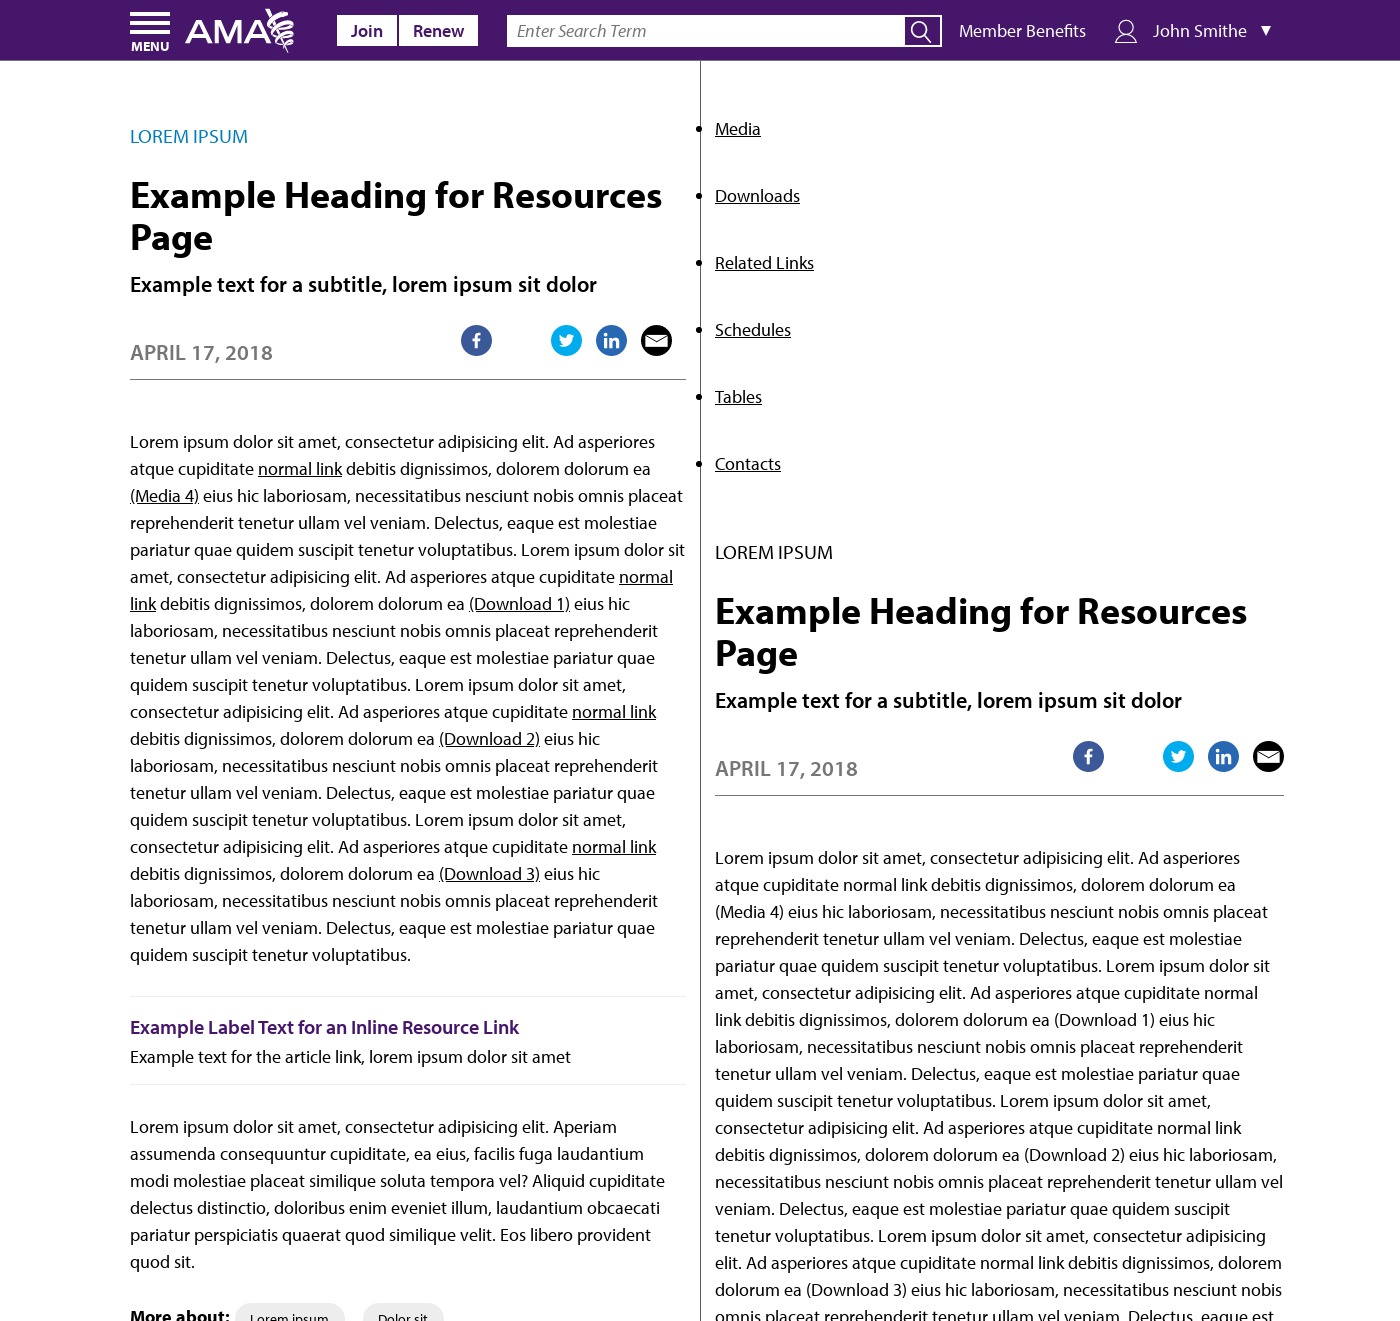 MENU
AMA
Join
Renew
Enter Search Term
Member Benefits
John Smithe ▼
LOREM IPSUM
Example Heading for Resources
Page
Example text for a subtitle, lorem ipsum sit dolor
APRIL 17, 2018
Lorem ipsum dolor sit amet, consectetur adipisicing elit. Ad asperiores
atque cupiditate normal link debitis dignissimos, dolorem dolorum ea
(Media 4) eius hic laboriosam, necessitatibus nesciunt nobis omnis placeat
reprehenderit tenetur ullam vel veniam. Delectus, eaque est molestiae
pariatur quae quidem suscipit tenetur voluptatibus. Lorem ipsum dolor sit
amet, consectetur adipisicing elit. Ad asperiores atque cupiditate normal
link debitis dignissimos, dolorem dolorum ea (Download 1) eius hic
laboriosam, necessitatibus nesciunt nobis omnis placeat reprehenderit
tenetur ullam vel veniam. Delectus, eaque est molestiae pariatur quae
quidem suscipit tenetur voluptatibus. Lorem ipsum dolor sit amet,
consectetur adipisicing elit. Ad asperiores atque cupiditate normal link
debitis dignissimos, dolorem dolorum ea (Download 2) eius hic
laboriosam, necessitatibus nesciunt nobis omnis placeat reprehenderit
tenetur ullam vel veniam. Delectus, eaque est molestiae pariatur quae
quidem suscipit tenetur voluptatibus. Lorem ipsum dolor sit amet,
consectetur adipisicing elit. Ad asperiores atque cupiditate normal link
debitis dignissimos, dolorem dolorum ea (Download 3) eius hic
laboriosam, necessitatibus nesciunt nobis omnis placeat reprehenderit
tenetur ullam vel veniam. Delectus, eaque est molestiae pariatur quae
quidem suscipit tenetur voluptatibus.
Example Label Text for an Inline Resource Link
Example text for the article link, lorem ipsum dolor sit amet
Lorem ipsum dolor sit amet, consectetur adipisicing elit. Aperiam
assumenda consequuntur cupiditate, ea eius, facilis fuga laudantium
modi molestiae placeat similique soluta tempora vel? Aliquid cupiditate
delectus distinctio, doloribus enim eveniet illum, laudantium obcaecati
pariatur perspiciatis quaerat quod similique velit. Eos libero provident
quod sit.
More about: Lorem ipsum Dolor sit
Media
Downloads
Related Links
Schedules
Tables
Contacts
LOREM IPSUM
Example Heading for Resources
Page
Example text for a subtitle, lorem ipsum sit dolor
APRIL 17, 2018
Lorem ipsum dolor sit amet, consectetur adipisicing elit. Ad asperiores
atque cupiditate normal link debitis dignissimos, dolorem dolorum ea
(Media 4) eius hic laboriosam, necessitatibus nesciunt nobis omnis placeat
reprehenderit tenetur ullam vel veniam. Delectus, eaque est molestiae
pariatur quae quidem suscipit tenetur voluptatibus. Lorem ipsum dolor sit
amet, consectetur adipisicing elit. Ad asperiores atque cupiditate normal
link debitis dignissimos, dolorem dolorum ea (Download 1) eius hic
laboriosam, necessitatibus nesciunt nobis omnis placeat reprehenderit
tenetur ullam vel veniam. Delectus, eaque est molestiae pariatur quae
quidem suscipit tenetur voluptatibus. Lorem ipsum dolor sit amet,
consectetur adipisicing elit. Ad asperiores atque cupiditate normal link
debitis dignissimos, dolorem dolorum ea (Download 2) eius hic laboriosam,
necessitatibus nesciunt nobis omnis placeat reprehenderit tenetur ullam vel
veniam. Delectus, eaque est molestiae pariatur quae quidem suscipit
tenetur voluptatibus. Lorem ipsum dolor sit amet, consectetur adipisicing
elit. Ad asperiores atque cupiditate normal link debitis dignissimos, dolorem
dolorum ea (Download 3) eius hic laboriosam, necessitatibus nesciunt nobis
omnis placeat reprehenderit tenetur ullam vel veniam. Delectus, eaque est